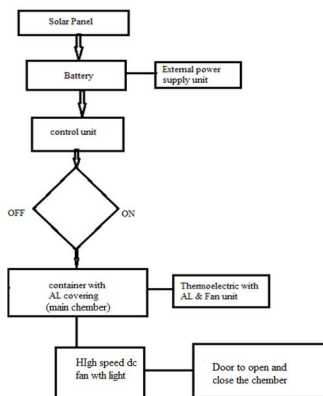 Solar Panel
Battery
External power
supply unit
control unit
OFF
ON
container with
AL covering
(main chember)
Thermoelectric with
AL & Fan unit
HIgh speed dc
fan wth light
Door to open and
close the chember